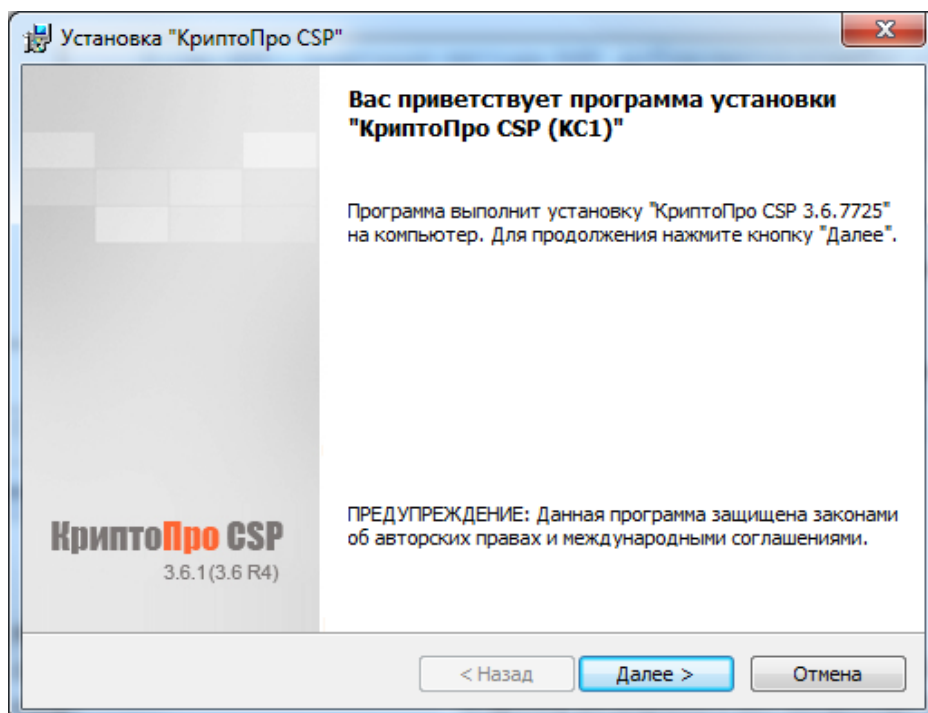 Установка "КриптоПро CSP"
Вас приветствует программа установки
"КриптоПро CSP (KC1)"
Программа выполнит установку "КриптоПро CSP 3.6.7725"
на компьютер. Для продолжения нажмите кнопку "Далее".
КриптоПро CSP
3.6.1(3.6 R4)
ПРЕДУПРЕЖДЕНИЕ: Данная программа защищена законами
об авторских правах и международными соглашениями.
< Назад
Далее >
Отмена